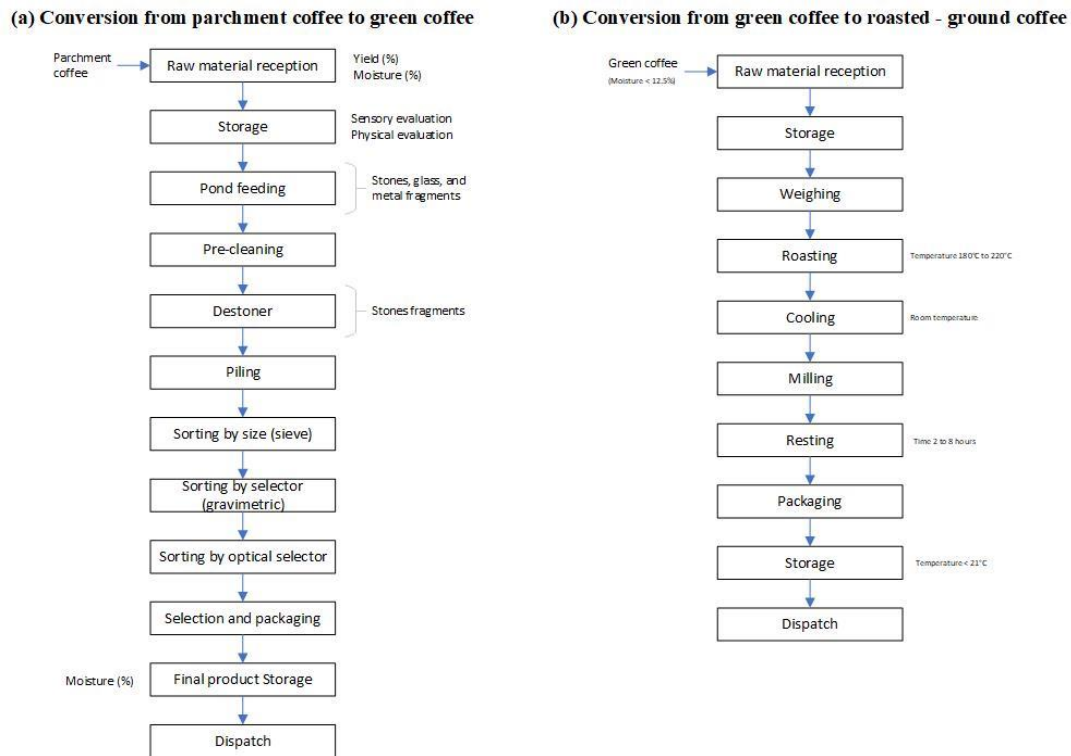 (a) Conversion from parchment coffee to green coffee
Parchment
coffee
Raw material reception
Yield (%)
Moisture (%)
Storage
Sensory evaluation
Physical evaluation
Pond feeding
Stones, glass, and
metal fragments
Pre-cleaning
Destoner
Stones fragments
Piling
Sorting by size (sieve)
Sorting by selector
(gravimetric)
Sorting by optical selector
Selection and packaging
Moisture (%)
Final product Storage
Dispatch
(b) Conversion from green coffee to roasted - ground coffee
Green coffee
(Moisture < 12.5%)
Raw material reception
Storage
Weighing
Roasting
Temperature 180°C to 220°C
Cooling
Room temperature
Milling
Resting
Time 2 to 8 hours
Packaging
Storage
Temperature < 21°C
Dispatch